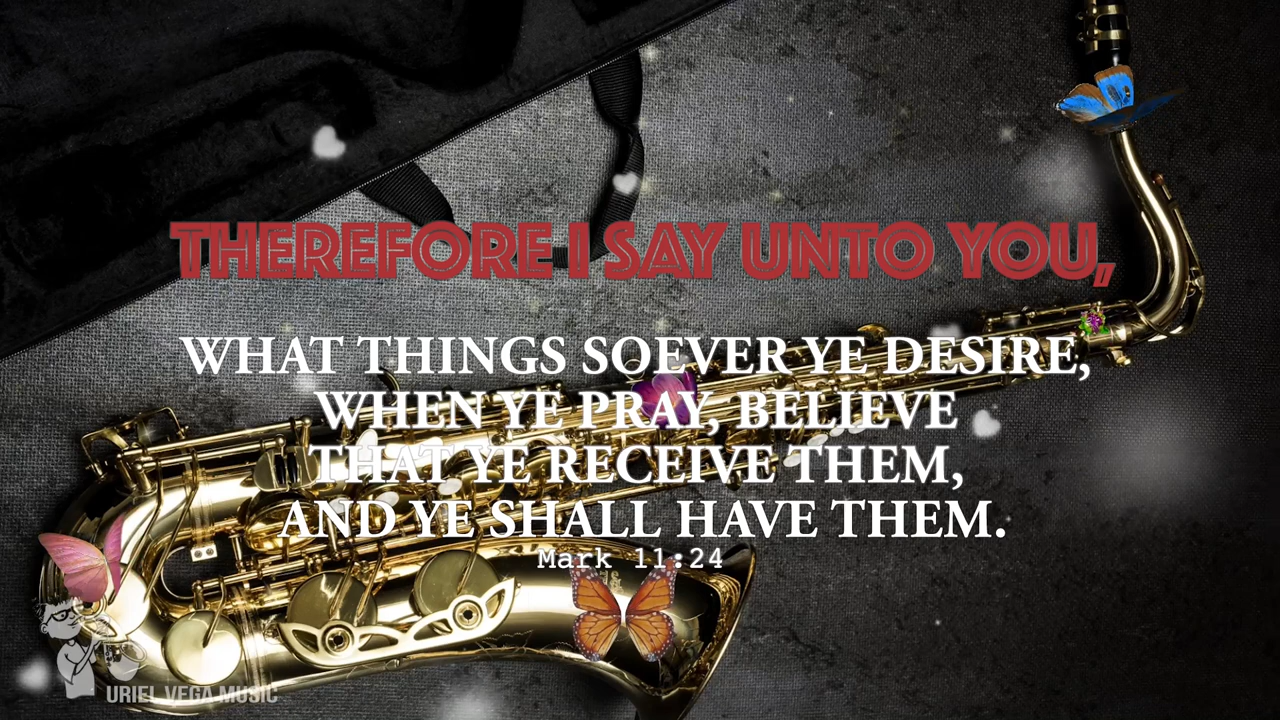 THEREFORE I SAY UNTO YOU,
WHAT THINGS SOEVER YE DESIRE,
WHEN YE PRAY, BELIEVE
THAT YE RECEIVE THEM,
AND YE SHALL HAVE THEM.
Mark 11:24
URIEL VEGA MUSIC